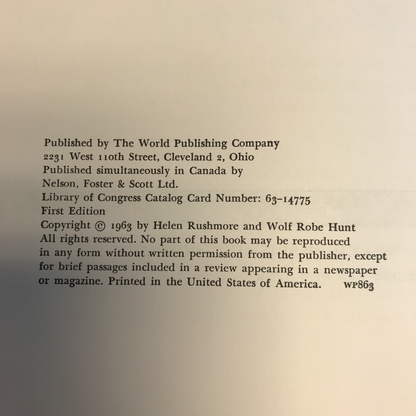 Published by The World Publishing Company
2231 West 110th Street, Cleveland 2, Ohio
Published simultaneously in Canada by
Nelson, Foster & Scott Ltd.
Library of Congress Catalog Card Number: 63-14775
First Edition
Copyright © 1963 by Helen Rushmore and Wolf Robe Hunt
All rights reserved. No part of this book may be reproduced
in any form without written permission from the publisher, except
for brief passages included in a review appearing in a newspaper
or magazine. Printed in the United States of America. WP863